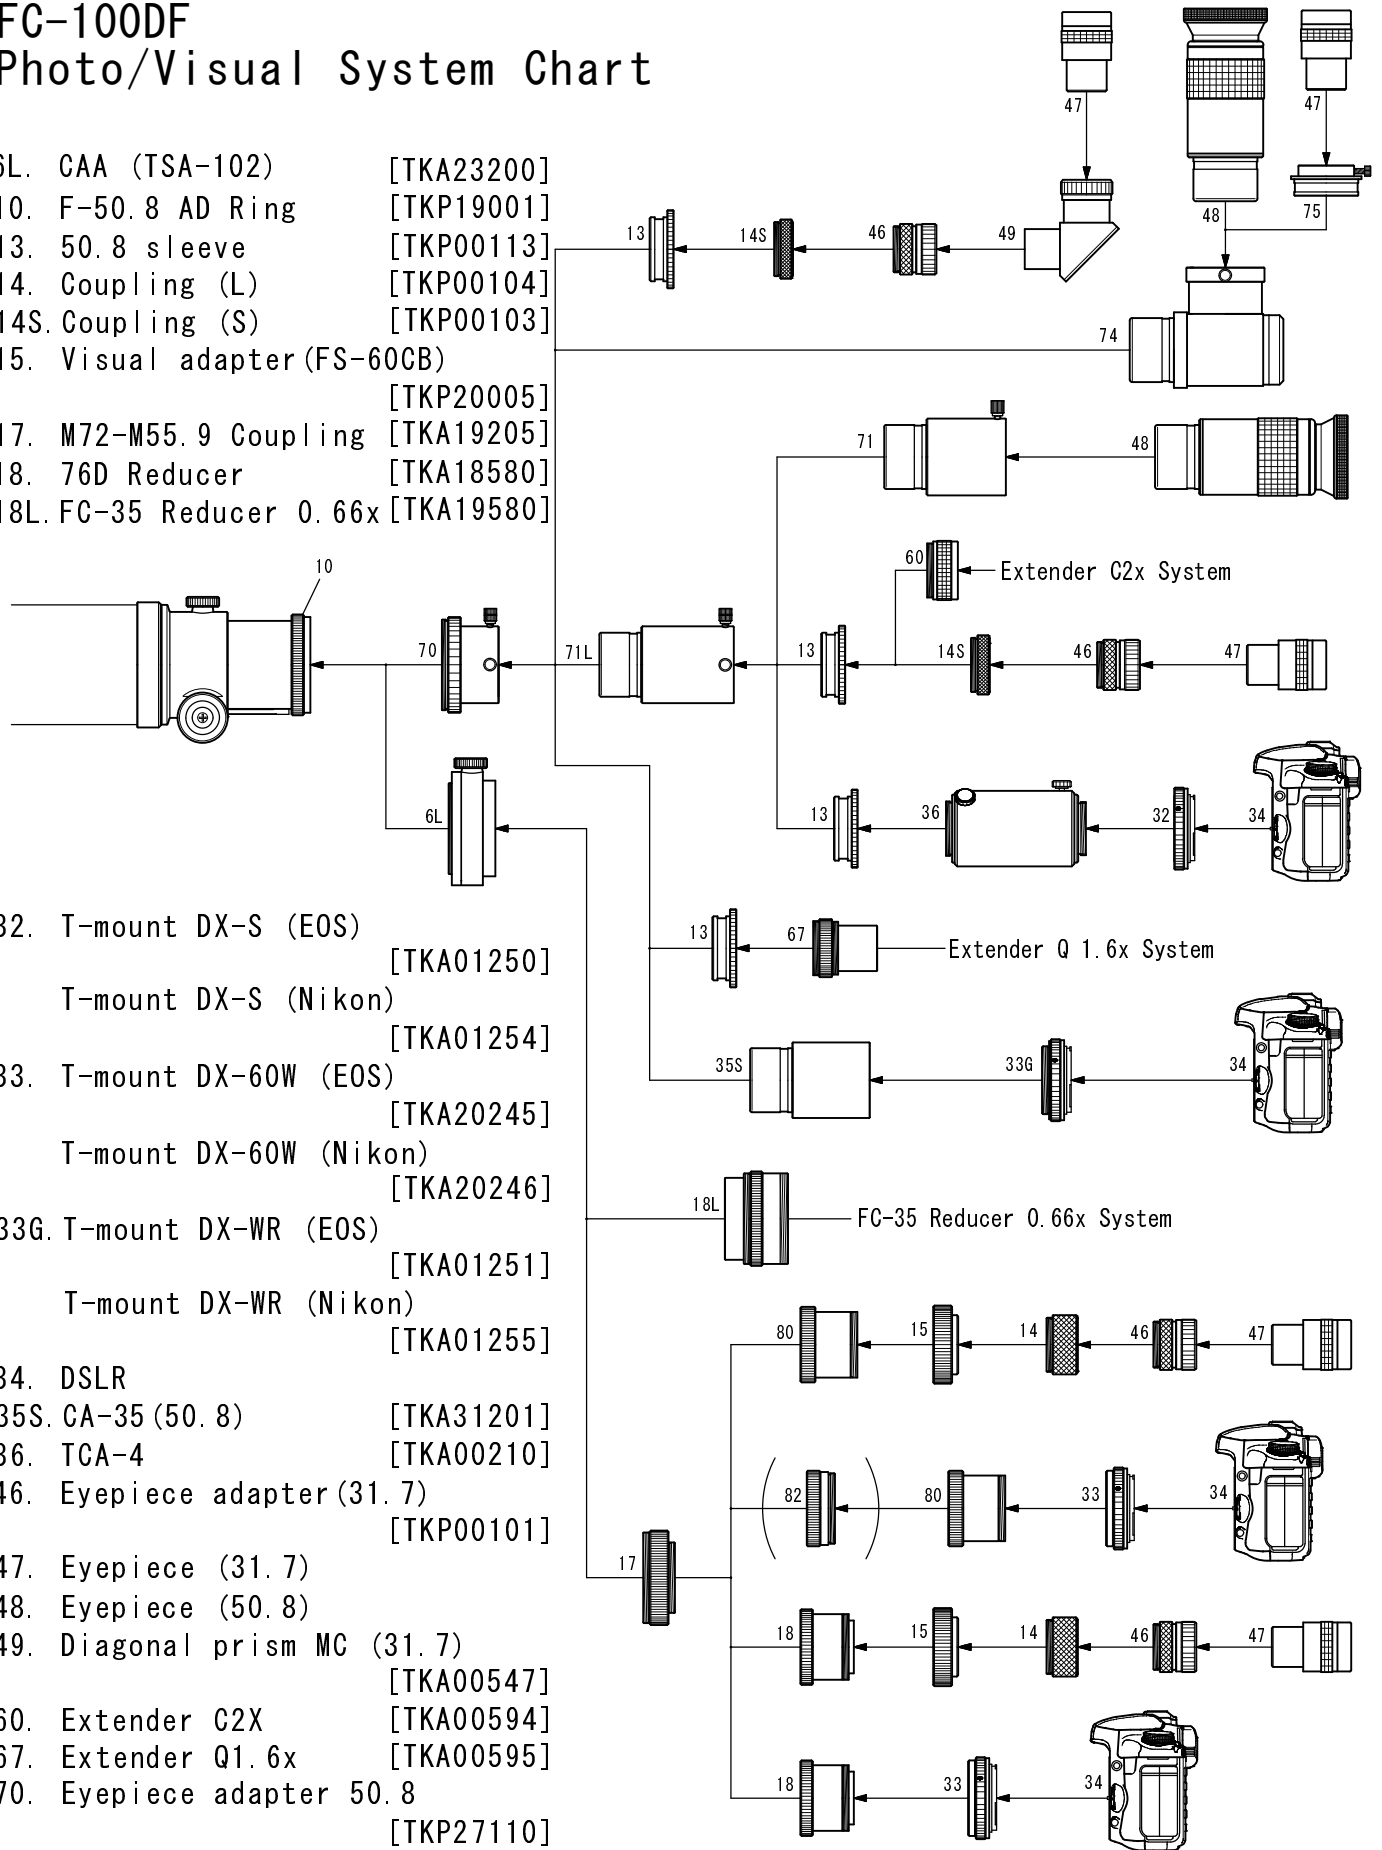 FC-100DF
Photo/Visual System Chart
6L. CAA (TSA-102) [TKA23200]
10. F-50.8 AD Ring [TKP19001]
13. 50.8 sleeve [TKP00113]
14. Coupling (L) [TKP00104]
14S. Coupling (S) [TKP00103]
15. Visual adapter(FS-60CB)
[TKP20005]
17. M72-M55.9 Coupling [TKA19205]
18. 76D Reducer [TKA18580]
18L. FC-35 Reducer 0.66x [TKA19580]
32. T-mount DX-S (EOS)
[TKA01250]
T-mount DX-S (Nikon)
[TKA01254]
33. T-mount DX-60W (EOS)
[TKA20245]
T-mount DX-60W (Nikon)
[TKA20246]
33G. T-mount DX-WR (EOS)
[TKA01251]
T-mount DX-WR (Nikon)
[TKA01255]
34. DSLR
35S. CA-35(50.8) [TKA31201]
36. TCA-4 [TKA00210]
46. Eyepiece adapter(31.7)
[TKP00101]
47. Eyepiece (31.7)
48. Eyepiece (50.8)
49. Diagonal prism MC (31.7)
[TKA00547]
60. Extender C2X [TKA00594]
67. Extender Q1.6x [TKA00595]
70. Eyepiece adapter 50.8
[TKP27110]
47 47
48 75
13 14S 46 49
74
71 48
60 Extender C2x System
10
70 71L 13 14S 46 47
6L 13 36 32 34
13 67 Extender Q 1.6x System
35S 33G 34
18L FC-35 Reducer 0.66x System
80 15 14 46 47
82 80 33 34
17
18 15 14 46 47
18 33 34